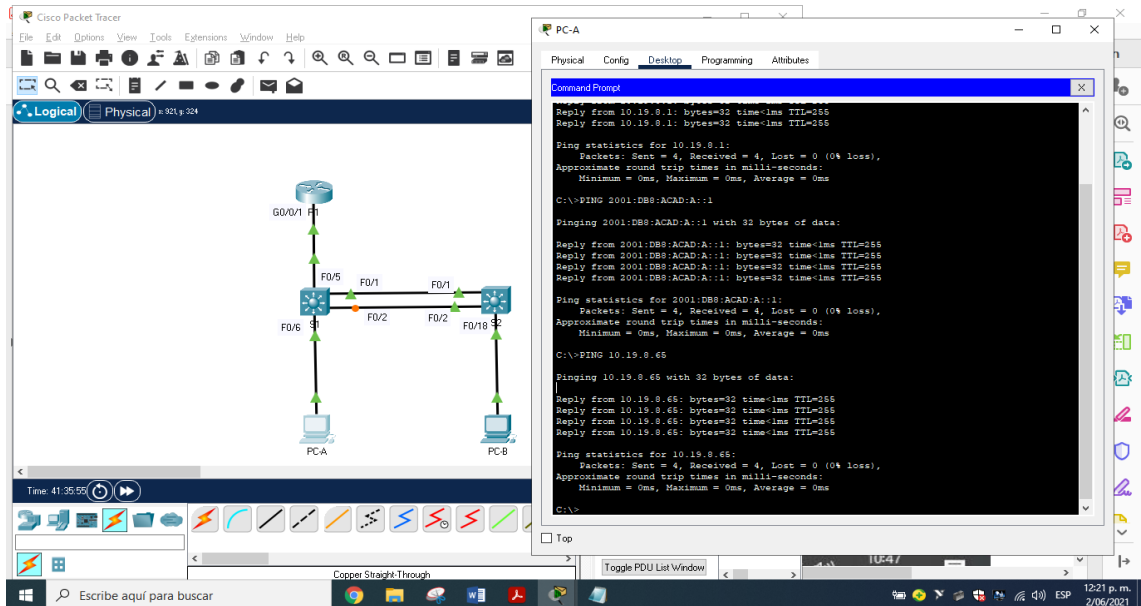 Cisco Packet Tracer
File Edit Options View Tools Extensions Window Help
Logical
Physical
x: 921, y: 324
G0/0/1 R1
F0/5
F0/1
F0/1
F0/6
S1
F0/2
F0/2
F0/18
S2
PC-A
PC-B
Time: 41:35:55
Copper Straight-Through
PC-A
Physical Config Desktop Programming Attributes
Command Prompt
X
Reply from 10.19.8.1: bytes=32 time<1ms TTL=255
Reply from 10.19.8.1: bytes=32 time<1ms TTL=255
Ping statistics for 10.19.8.1:
Packets: Sent = 4, Received = 4, Lost = 0 (0% loss),
Approximate round trip times in milli-seconds:
Minimum = 0ms, Maximum = 0ms, Average = 0ms
C:\>PING 2001:DB8:ACAD:A::1
Pinging 2001:DB8:ACAD:A::1 with 32 bytes of data:
Reply from 2001:DB8:ACAD:A::1: bytes=32 time<1ms TTL=255
Reply from 2001:DB8:ACAD:A::1: bytes=32 time<1ms TTL=255
Reply from 2001:DB8:ACAD:A::1: bytes=32 time<1ms TTL=255
Reply from 2001:DB8:ACAD:A::1: bytes=32 time<1ms TTL=255
Ping statistics for 2001:DB8:ACAD:A::1:
Packets: Sent = 4, Received = 4, Lost = 0 (0% loss),
Approximate round trip times in milli-seconds:
Minimum = 0ms, Maximum = 0ms, Average = 0ms
C:\>PING 10.19.8.65
Pinging 10.19.8.65 with 32 bytes of data:
Reply from 10.19.8.65: bytes=32 time<1ms TTL=255
Reply from 10.19.8.65: bytes=32 time<1ms TTL=255
Reply from 10.19.8.65: bytes=32 time<1ms TTL=255
Reply from 10.19.8.65: bytes=32 time<1ms TTL=255
Ping statistics for 10.19.8.65:
Packets: Sent = 4, Received = 4, Lost = 0 (0% loss),
Approximate round trip times in milli-seconds:
Minimum = 0ms, Maximum = 0ms, Average = 0ms
C:\>
Top
Toggle PDU List Window
10:47
Escribe aquí para buscar
ESP
12:21 p. m.
2/06/2021